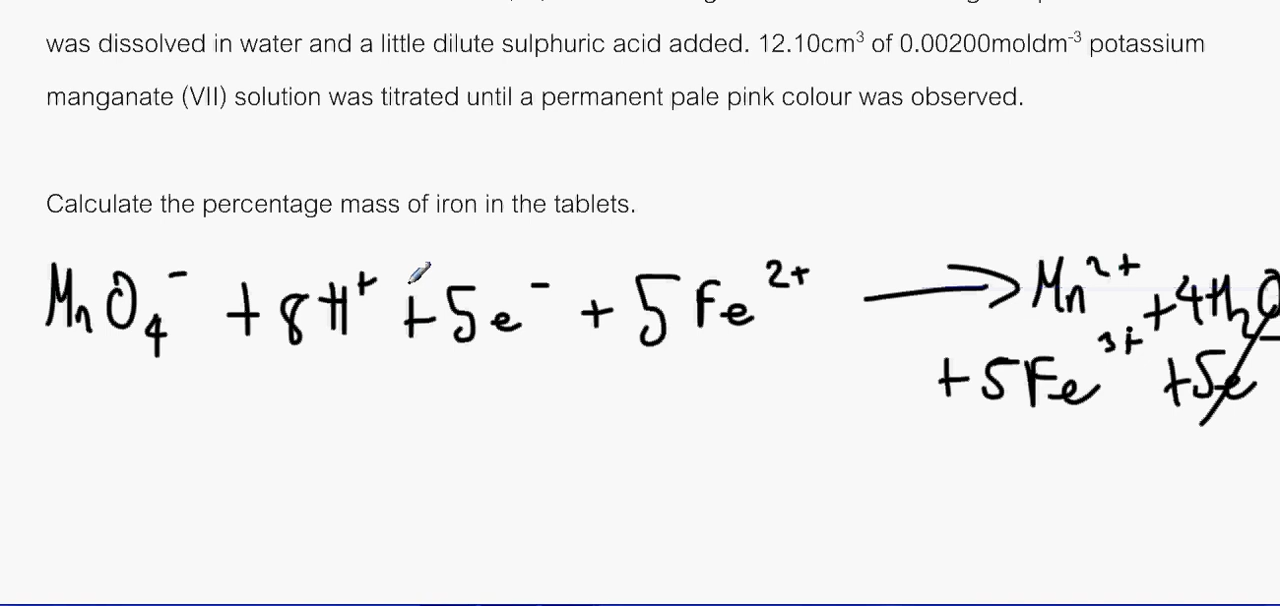 was dissolved in water and a little dilute sulphuric acid added. 12.10cm³ of 0.00200moldm⁻³ potassium
manganate (VII) solution was titrated until a permanent pale pink colour was observed.
Calculate the percentage mass of iron in the tablets.
MnO₄⁻ + 8H⁺ + 5e⁻ + 5Fe²⁺ ⟶ Mn²⁺ + 4H₂O
+ 5Fe³⁺ + 5e